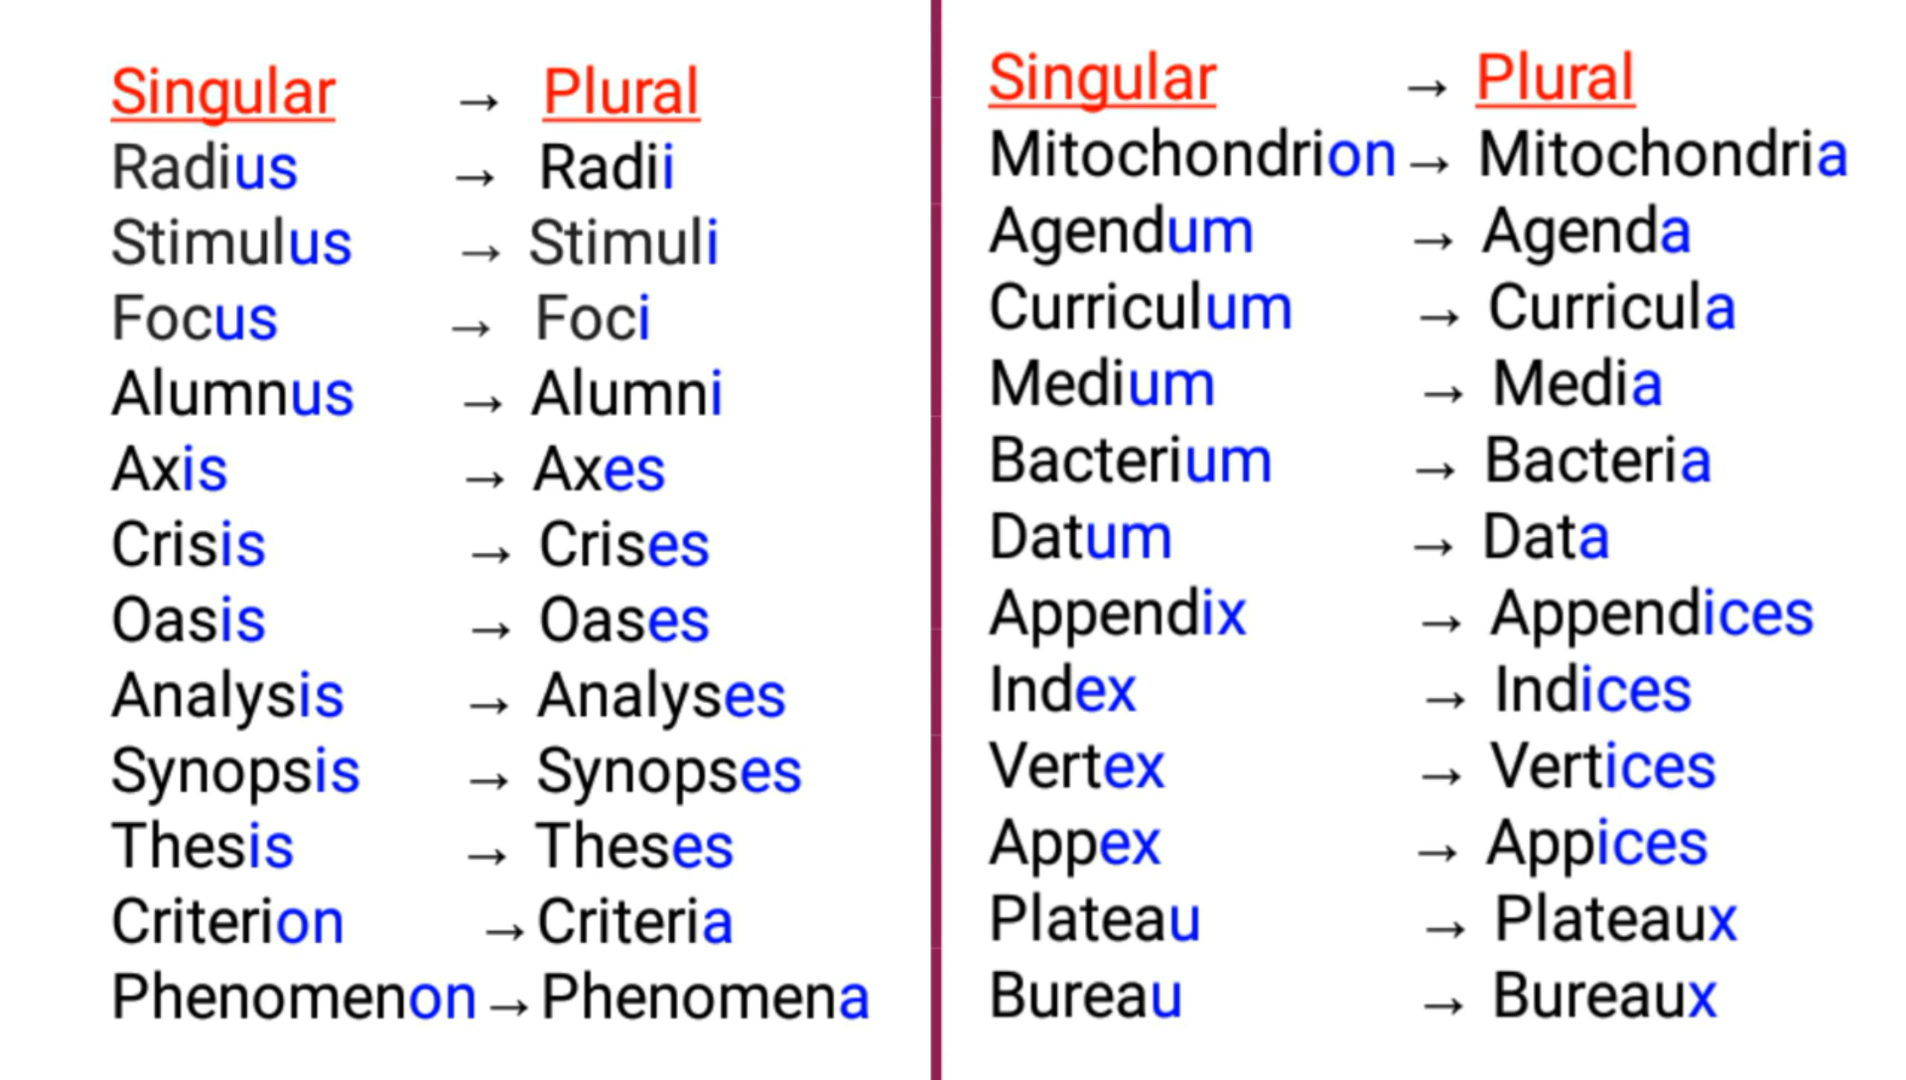 Singular → Plural
Radius → Radii
Stimulus → Stimuli
Focus → Foci
Alumnus → Alumni
Axis → Axes
Crisis → Crises
Oasis → Oases
Analysis → Analyses
Synopsis → Synopses
Thesis → Theses
Criterion → Criteria
Phenomenon → Phenomena
Singular → Plural
Mitochondrion → Mitochondria
Agendum → Agenda
Curriculum → Curricula
Medium → Media
Bacterium → Bacteria
Datum → Data
Appendix → Appendices
Index → Indices
Vertex → Vertices
Appex → Appices
Plateau → Plateaux
Bureau → Bureaux